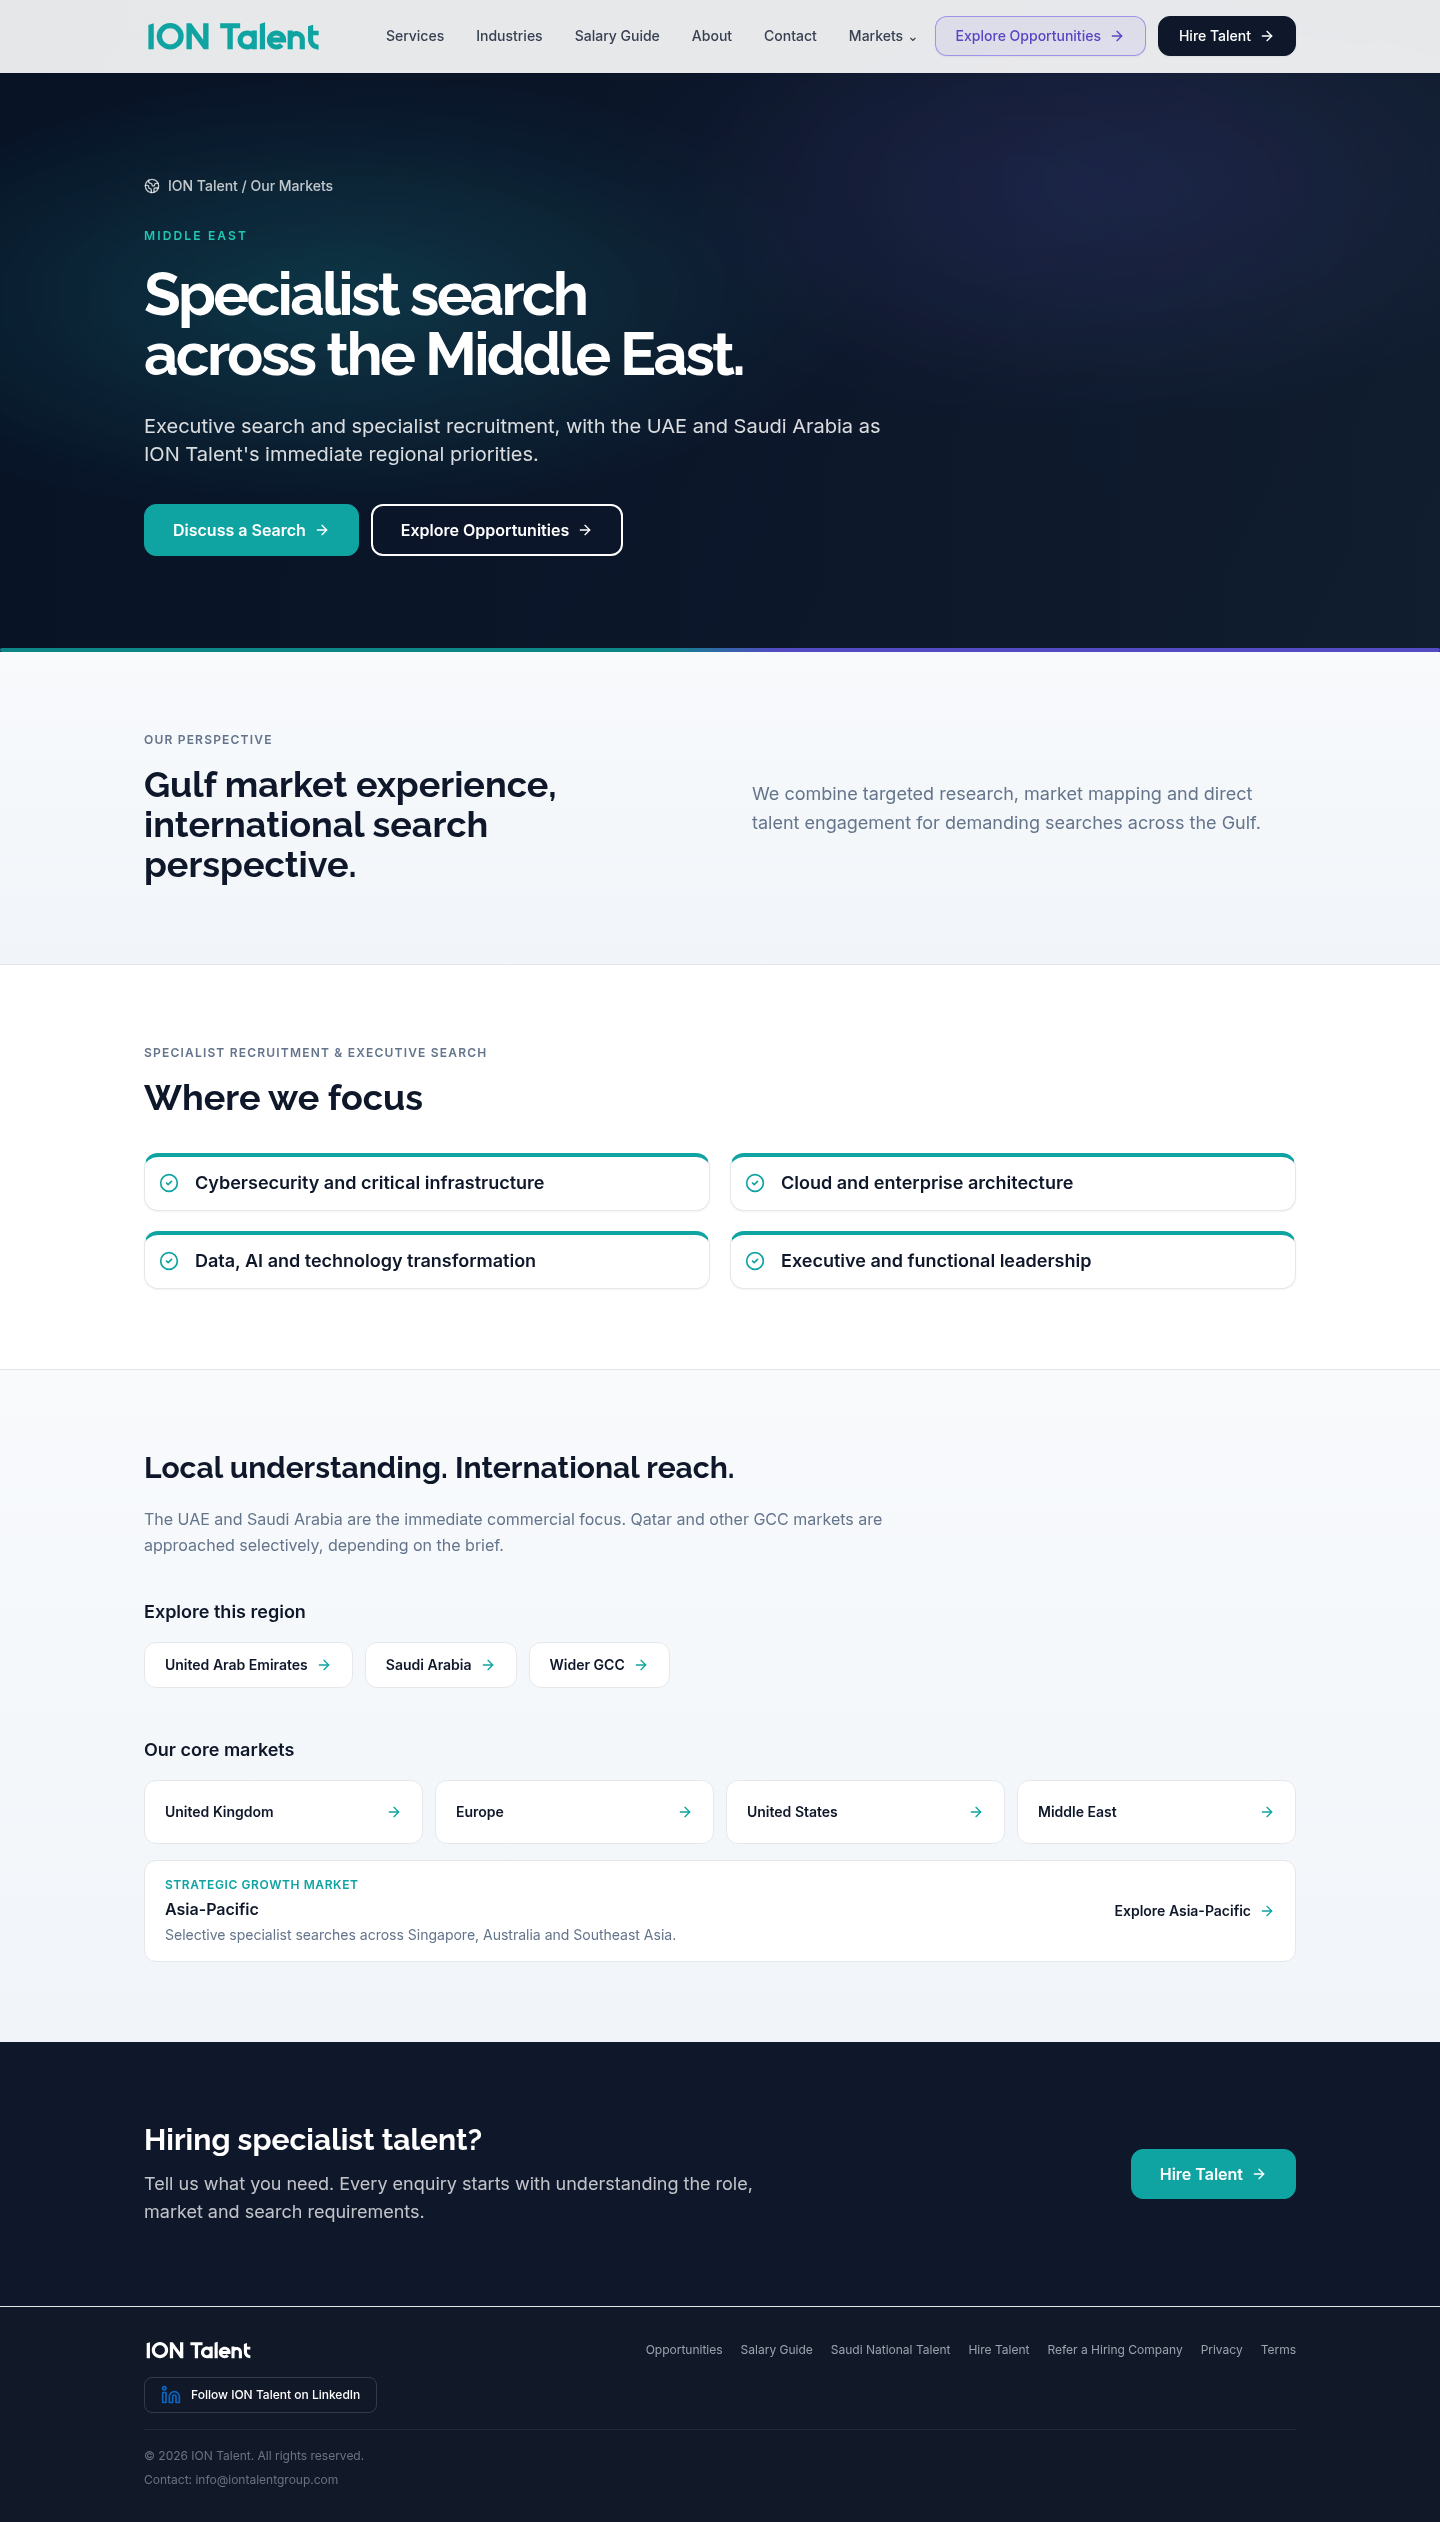 ION Talent
Services Industries Salary Guide About Contact Markets Explore Opportunities Hire Talent
ION Talent / Our Markets
MIDDLE EAST
Specialist search
across the Middle East.
Executive search and specialist recruitment, with the UAE and Saudi Arabia as
ION Talent's immediate regional priorities.
Discuss a Search Explore Opportunities
OUR PERSPECTIVE
Gulf market experience,
international search
perspective.
We combine targeted research, market mapping and direct
talent engagement for demanding searches across the Gulf.
SPECIALIST RECRUITMENT & EXECUTIVE SEARCH
Where we focus
Cybersecurity and critical infrastructure
Cloud and enterprise architecture
Data, AI and technology transformation
Executive and functional leadership
Local understanding. International reach.
The UAE and Saudi Arabia are the immediate commercial focus. Qatar and other GCC markets are
approached selectively, depending on the brief.
Explore this region
United Arab Emirates Saudi Arabia Wider GCC
Our core markets
United Kingdom Europe United States Middle East
STRATEGIC GROWTH MARKET
Asia-Pacific
Selective specialist searches across Singapore, Australia and Southeast Asia.
Explore Asia-Pacific
Hiring specialist talent?
Tell us what you need. Every enquiry starts with understanding the role,
market and search requirements.
Hire Talent
ION Talent
Opportunities Salary Guide Saudi National Talent Hire Talent Refer a Hiring Company Privacy Terms
Follow ION Talent on LinkedIn
© 2026 ION Talent. All rights reserved.
Contact: info@iontalentgroup.com